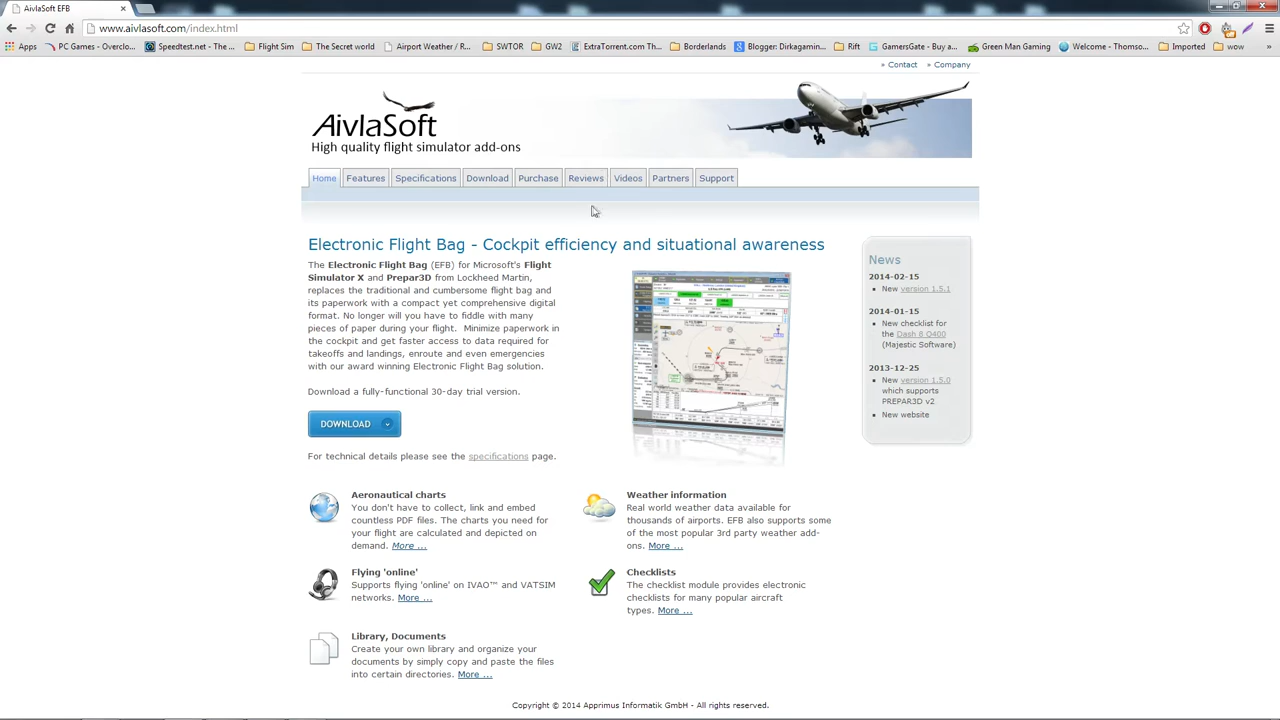 AivlaSoft EFB
www.aivlasoft.com/index.html
Apps PC Games - Overclo... Speedtest.net - The ... Flight Sim The Secret world Airport Weather / R... SWTOR GW2 ExtraTorrent.com Th... Borderlands Blogger: Dirkagamin... Rift GamersGate - Buy a... Green Man Gaming Welcome - Thomso... Imported wow
» Contact » Company
AivlaSoft
High quality flight simulator add-ons
Home Features Specifications Download Purchase Reviews Videos Partners Support
Electronic Flight Bag - Cockpit efficiency and situational awareness
The Electronic Flight Bag (EFB) for Microsoft's Flight
Simulator X and Prepar3D from Lockheed Martin,
replaces the traditional and cumbersome flight bag and
its paperwork with a more comprehensive digital
format. No longer will you have to deal with many
pieces of paper during your flight. Minimize paperwork in
the cockpit and get faster access to data required for
takeoffs and landings, enroute and even emergencies
with our award winning Electronic Flight Bag solution.
Download a fully-functional 30-day trial version.
DOWNLOAD
For technical details please see the specifications page.
News
2014-02-15
New version 1.5.1
2014-01-15
New checklist for
the Dash 8 Q400
(Majestic Software)
2013-12-25
New version 1.5.0
which supports
PREPAR3D v2
New website
Aeronautical charts
You don't have to collect, link and embed
countless PDF files. The charts you need for
your flight are calculated and depicted on
demand. More ...
Weather information
Real world weather data available for
thousands of airports. EFB also supports some
of the most popular 3rd party weather add-
ons. More ...
Flying 'online'
Supports flying 'online' on IVAO™ and VATSIM
networks. More ...
Checklists
The checklist module provides electronic
checklists for many popular aircraft
types. More ...
Library, Documents
Create your own library and organize your
documents by simply copy and paste the files
into certain directories. More ...
Copyright © 2014 Apprimus Informatik GmbH - All rights reserved.